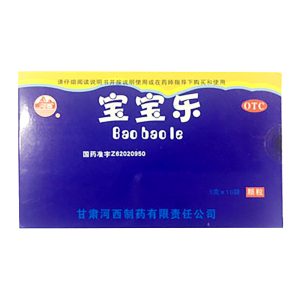 请仔细阅读说明书并按说明使用或在药师指导下购买和使用
宝宝乐
OTC
Bao bao le
国药准字Z62020950
颗粒
甘肃河西制药有限责任公司